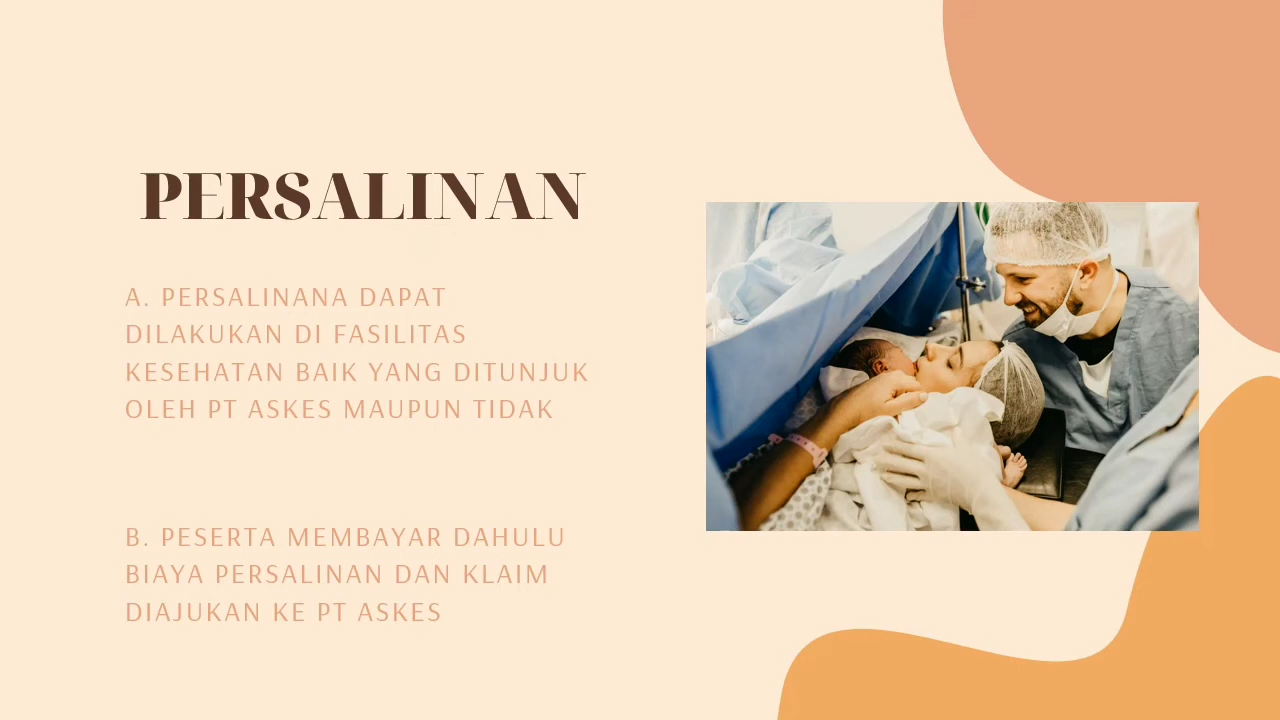 PERSALINAN
A. PERSALINANA DAPAT
DILAKUKAN DI FASILITAS
KESEHATAN BAIK YANG DITUNJUK
OLEH PT ASKES MAUPUN TIDAK
B. PESERTA MEMBAYAR DAHULU
BIAYA PERSALINAN DAN KLAIM
DIAJUKAN KE PT ASKES